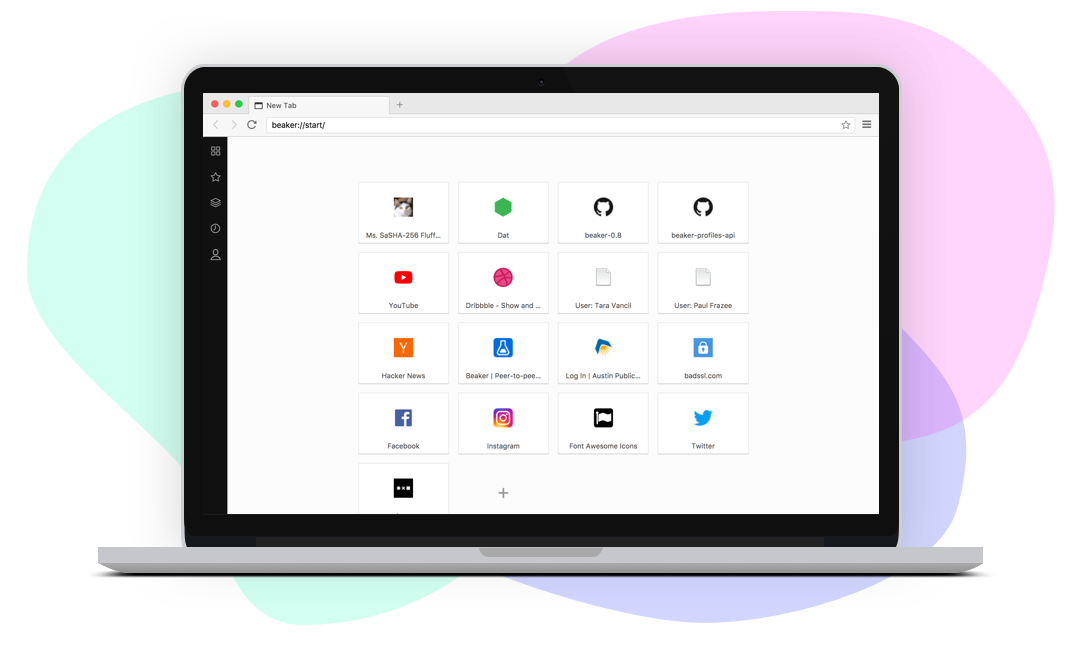 New Tab
beaker://start/
Ms. SaSHA-256 Fluff...
Dat
beaker-0.8
beaker-profiles-api
YouTube
Dribbble - Show and ...
User: Tara Vancil
User: Paul Frazee
Y
Hacker News
Beaker | Peer-to-pee...
Log In | Austin Public...
badssl.com
Facebook
Instagram
Font Awesome Icons
Twitter